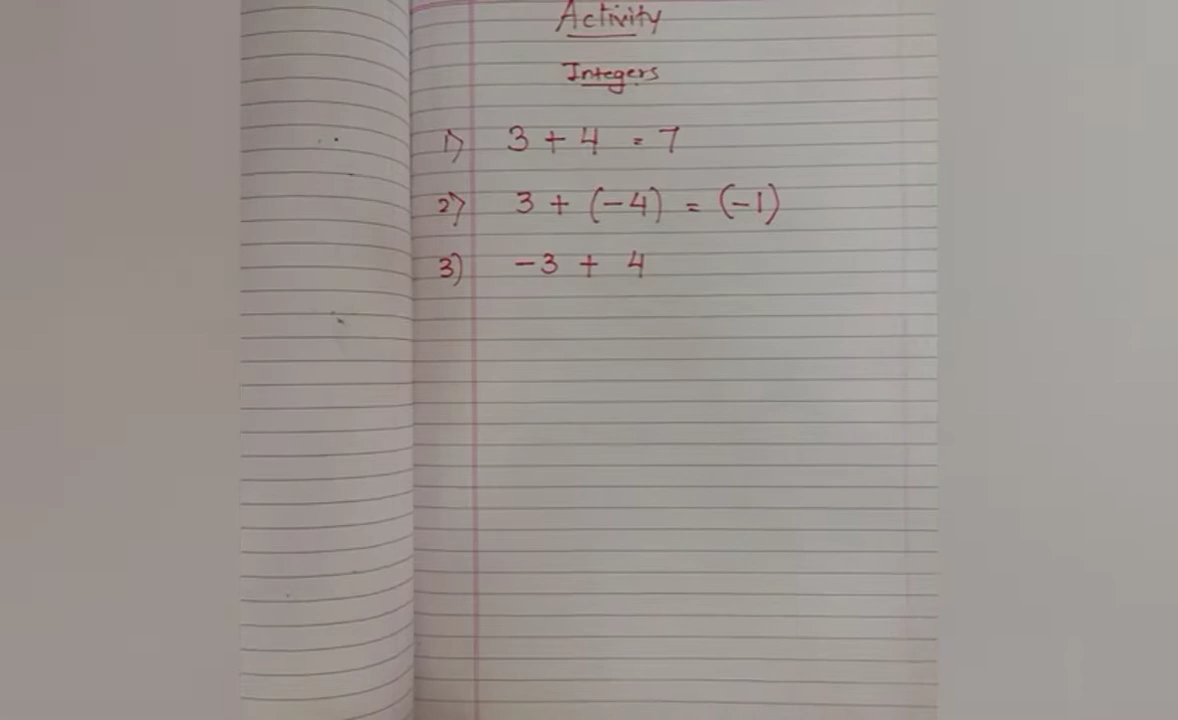 Activity
Integers
1) 3 + 4 = 7
2) 3 + (-4) = (-1)
3) -3 + 4